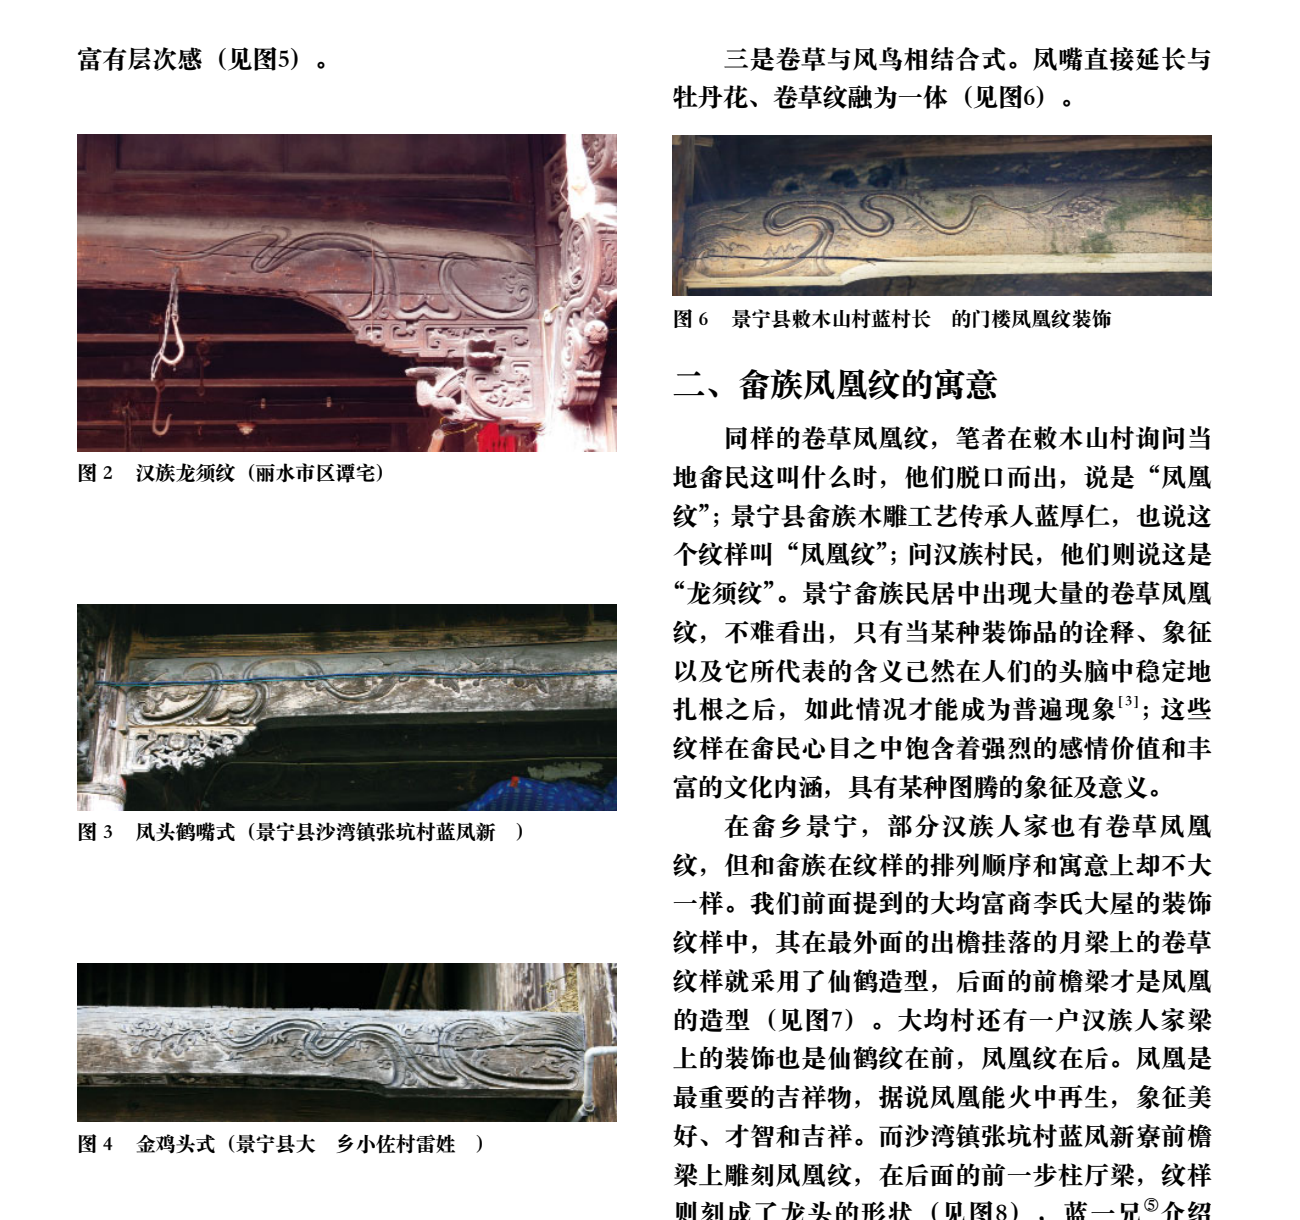 富有层次感（见图5）。
图 2　汉族龙须纹（丽水市区谭宅）
图 3　凤头鹤嘴式（景宁县沙湾镇张坑村蓝凤新　）
图 4　金鸡头式（景宁县大　乡小佐村雷姓　）
三是卷草与凤鸟相结合式。凤嘴直接延长与
牡丹花、卷草纹融为一体（见图6）。
图 6　景宁县敕木山村蓝村长　的门楼凤凰纹装饰
二、畲族凤凰纹的寓意
同样的卷草凤凰纹，笔者在敕木山村询问当
地畲民这叫什么时，他们脱口而出，说是“凤凰
纹”；景宁县畲族木雕工艺传承人蓝厚仁，也说这
个纹样叫“凤凰纹”；问汉族村民，他们则说这是
“龙须纹”。景宁畲族民居中出现大量的卷草凤凰
纹，不难看出，只有当某种装饰品的诠释、象征
以及它所代表的含义已然在人们的头脑中稳定地
扎根之后，如此情况才能成为普遍现象[3]；这些
纹样在畲民心目之中饱含着强烈的感情价值和丰
富的文化内涵，具有某种图腾的象征及意义。
在畲乡景宁，部分汉族人家也有卷草凤凰
纹，但和畲族在纹样的排列顺序和寓意上却不大
一样。我们前面提到的大均富商李氏大屋的装饰
纹样中，其在最外面的出檐挂落的月梁上的卷草
纹样就采用了仙鹤造型，后面的前檐梁才是凤凰
的造型（见图7）。大均村还有一户汉族人家梁
上的装饰也是仙鹤纹在前，凤凰纹在后。凤凰是
最重要的吉祥物，据说凤凰能火中再生，象征美
好、才智和吉祥。而沙湾镇张坑村蓝凤新寮前檐
梁上雕刻凤凰纹，在后面的前一步柱厅梁，纹样
则刻成了龙头的形状（见图8），蓝一兄⑤介绍